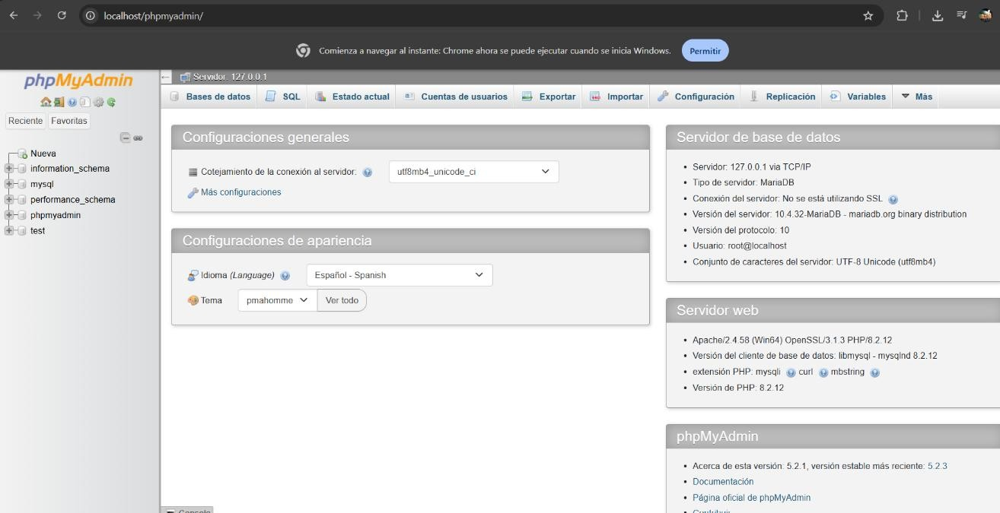 localhost/phpmyadmin/
Comienza a navegar al instante: Chrome ahora se puede ejecutar cuando se inicia Windows. Permitir
phpMyAdmin
Reciente Favoritas
Nueva
information_schema
mysql
performance_schema
phpmyadmin
test
Servidor: 127.0.0.1
Bases de datos SQL Estado actual Cuentas de usuarios Exportar Importar Configuración Replicación Variables Más
Configuraciones generales
Cotejamiento de la conexión al servidor: utf8mb4_unicode_ci
Más configuraciones
Configuraciones de apariencia
Idioma (Language) Español - Spanish
Tema pmahomme Ver todo
Servidor de base de datos
Servidor: 127.0.0.1 via TCP/IP
Tipo de servidor: MariaDB
Conexión del servidor: No se está utilizando SSL
Versión del servidor: 10.4.32-MariaDB - mariadb.org binary distribution
Versión del protocolo: 10
Usuario: root@localhost
Conjunto de caracteres del servidor: UTF-8 Unicode (utf8mb4)
Servidor web
Apache/2.4.58 (Win64) OpenSSL/3.1.3 PHP/8.2.12
Versión del cliente de base de datos: libmysql - mysqlnd 8.2.12
extensión PHP: mysqli curl mbstring
Versión de PHP: 8.2.12
phpMyAdmin
Acerca de esta versión: 5.2.1, versión estable más reciente: 5.2.3
Documentación
Página oficial de phpMyAdmin